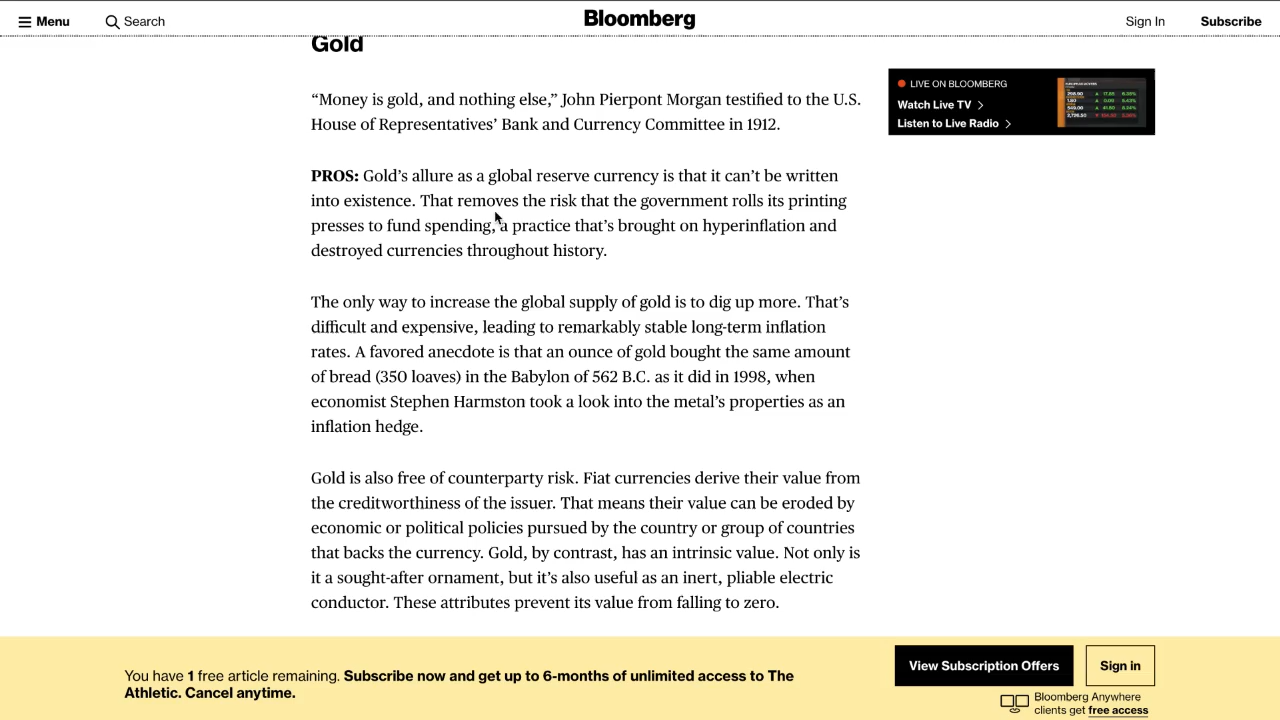 Menu
Search
Bloomberg
Sign In
Subscribe
Gold
LIVE ON BLOOMBERG
Watch Live TV
Listen to Live Radio
“Money is gold, and nothing else,” John Pierpont Morgan testified to the U.S.
House of Representatives’ Bank and Currency Committee in 1912.
PROS: Gold’s allure as a global reserve currency is that it can’t be written
into existence. That removes the risk that the government rolls its printing
presses to fund spending, a practice that’s brought on hyperinflation and
destroyed currencies throughout history.
The only way to increase the global supply of gold is to dig up more. That’s
difficult and expensive, leading to remarkably stable long-term inflation
rates. A favored anecdote is that an ounce of gold bought the same amount
of bread (350 loaves) in the Babylon of 562 B.C. as it did in 1998, when
economist Stephen Harmston took a look into the metal’s properties as an
inflation hedge.
Gold is also free of counterparty risk. Fiat currencies derive their value from
the creditworthiness of the issuer. That means their value can be eroded by
economic or political policies pursued by the country or group of countries
that backs the currency. Gold, by contrast, has an intrinsic value. Not only is
it a sought-after ornament, but it’s also useful as an inert, pliable electric
conductor. These attributes prevent its value from falling to zero.
You have 1 free article remaining. Subscribe now and get up to 6-months of unlimited access to The
Athletic. Cancel anytime.
View Subscription Offers
Sign in
Bloomberg Anywhere
clients get free access